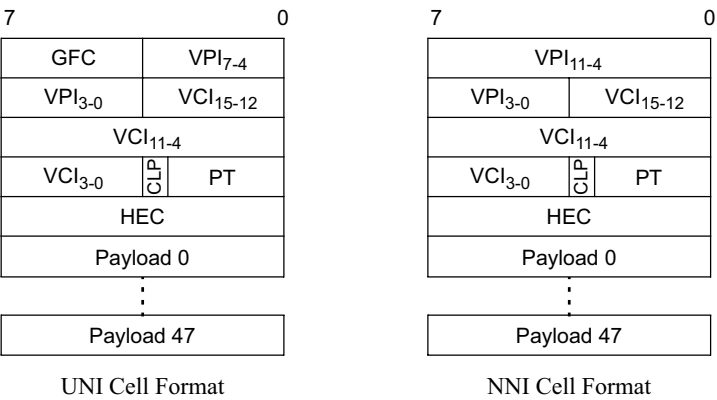 7 0 7 0
GFC VPI7-4 VPI11-4
VPI3-0 VCI15-12 VPI3-0 VCI15-12
VCI11-4 VCI11-4
VCI3-0 CLP PT VCI3-0 CLP PT
HEC HEC
Payload 0 Payload 0
Payload 47 Payload 47
UNI Cell Format NNI Cell Format